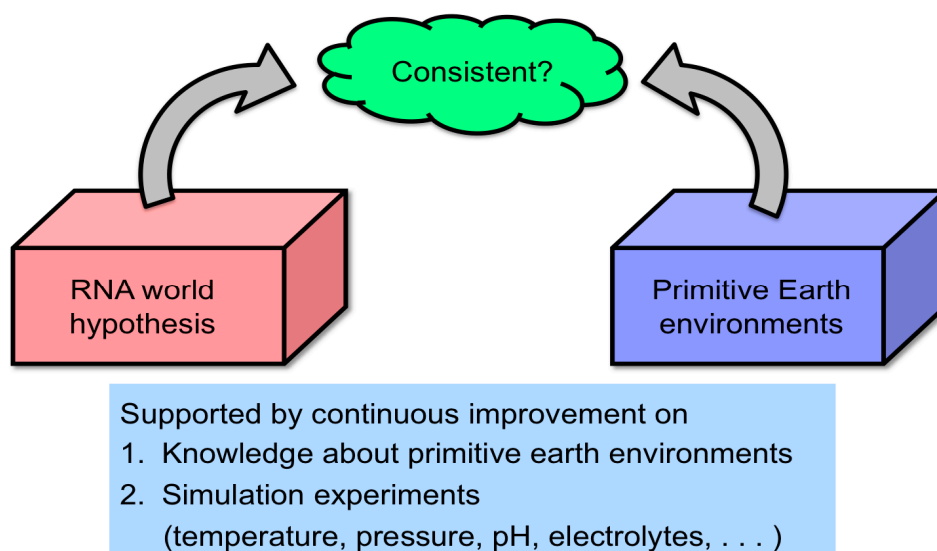 Consistent?
RNA world
hypothesis
Primitive Earth
environments
Supported by continuous improvement on
1. Knowledge about primitive earth environments
2. Simulation experiments
(temperature, pressure, pH, electrolytes, . . . )